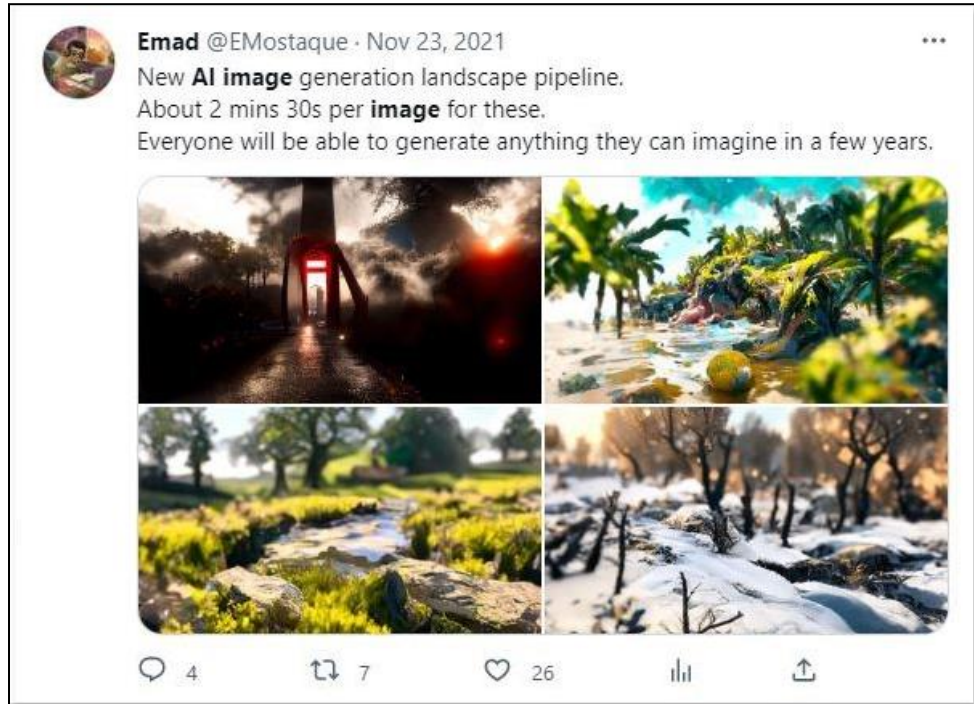 Emad @EMostaque · Nov 23, 2021
New AI image generation landscape pipeline.
About 2 mins 30s per image for these.
Everyone will be able to generate anything they can imagine in a few years.
4 7 26